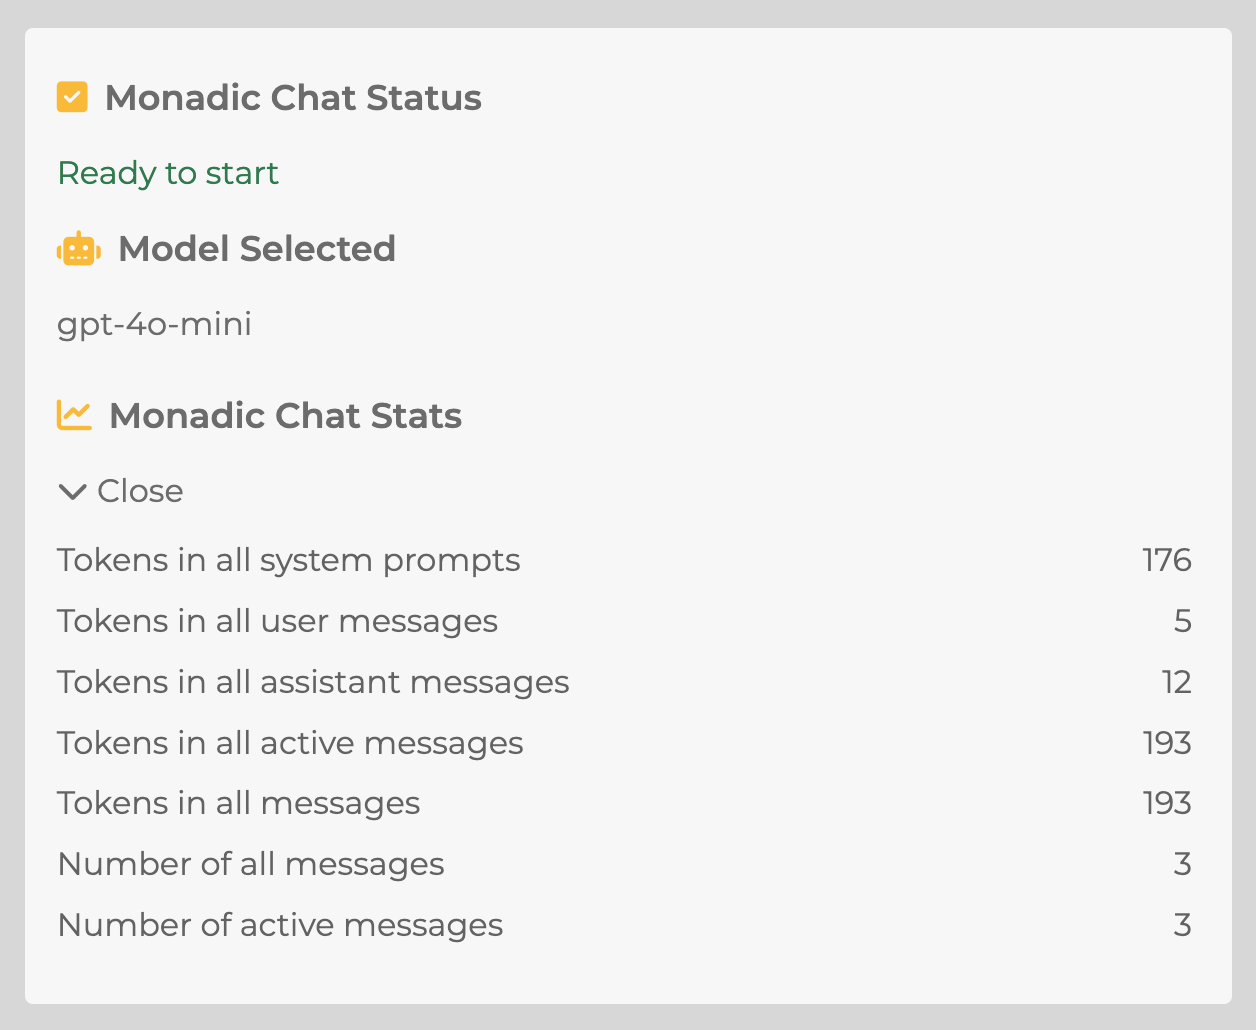 Monadic Chat Status
Ready to start
Model Selected
gpt-4o-mini
Monadic Chat Stats
Close
Tokens in all system prompts 176
Tokens in all user messages 5
Tokens in all assistant messages 12
Tokens in all active messages 193
Tokens in all messages 193
Number of all messages 3
Number of active messages 3